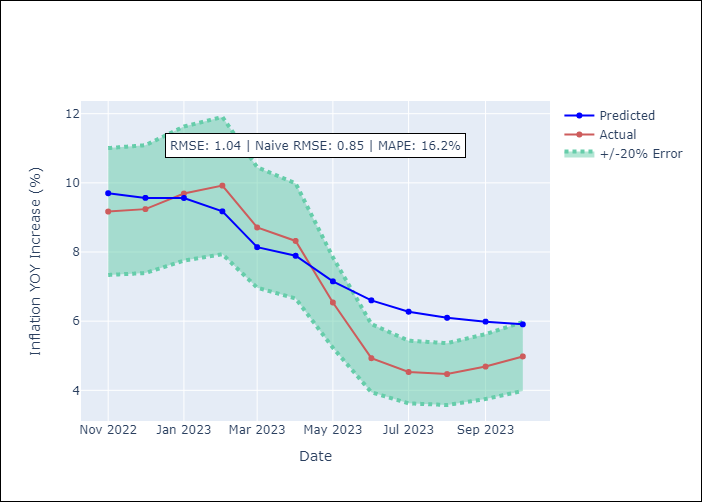 12
10
8
6
4
Inflation YOY Increase (%)
RMSE: 1.04 | Naive RMSE: 0.85 | MAPE: 16.2%
Predicted
Actual
+/-20% Error
Nov 2022 Jan 2023 Mar 2023 May 2023 Jul 2023 Sep 2023
Date